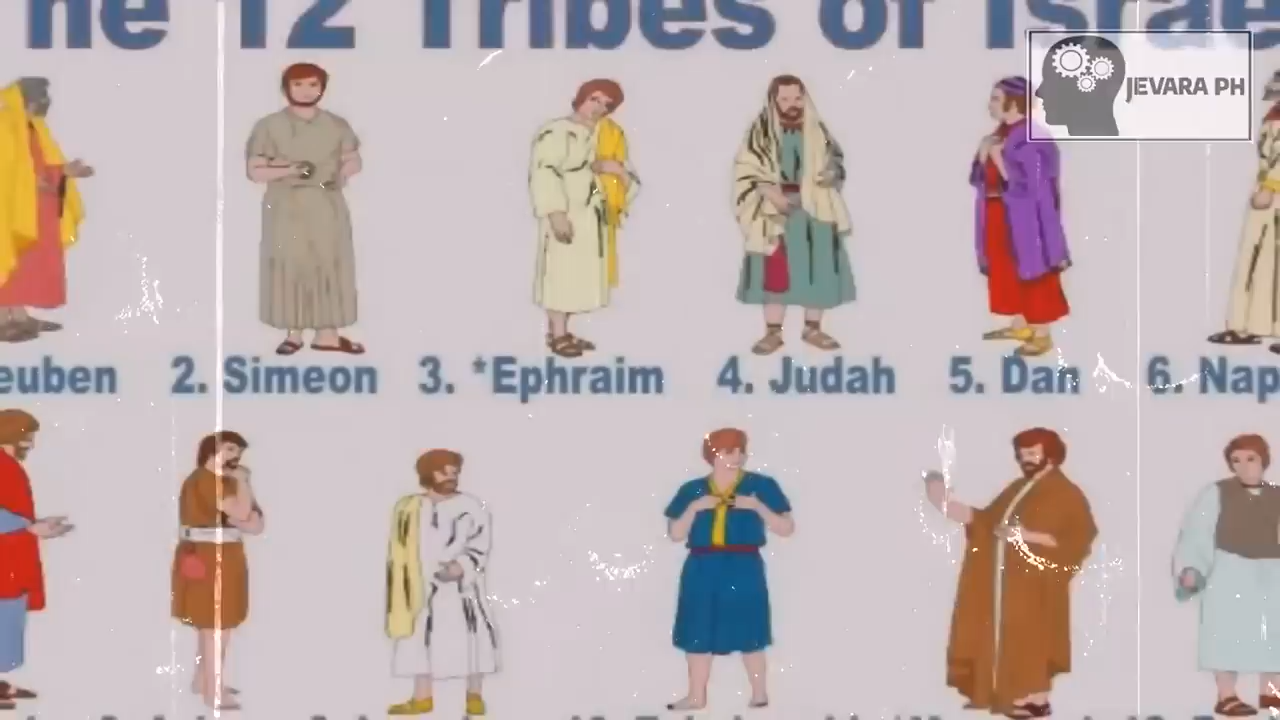 he 12 Tribes of Israe
JEVARA PH
euben 2. Simeon 3. *Ephraim 4. Judah 5. Dan 6. Nap